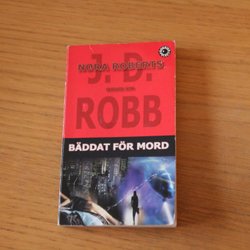 J. D.
NORA ROBERTS
ROBB
BÄDDAT FÖR MORD